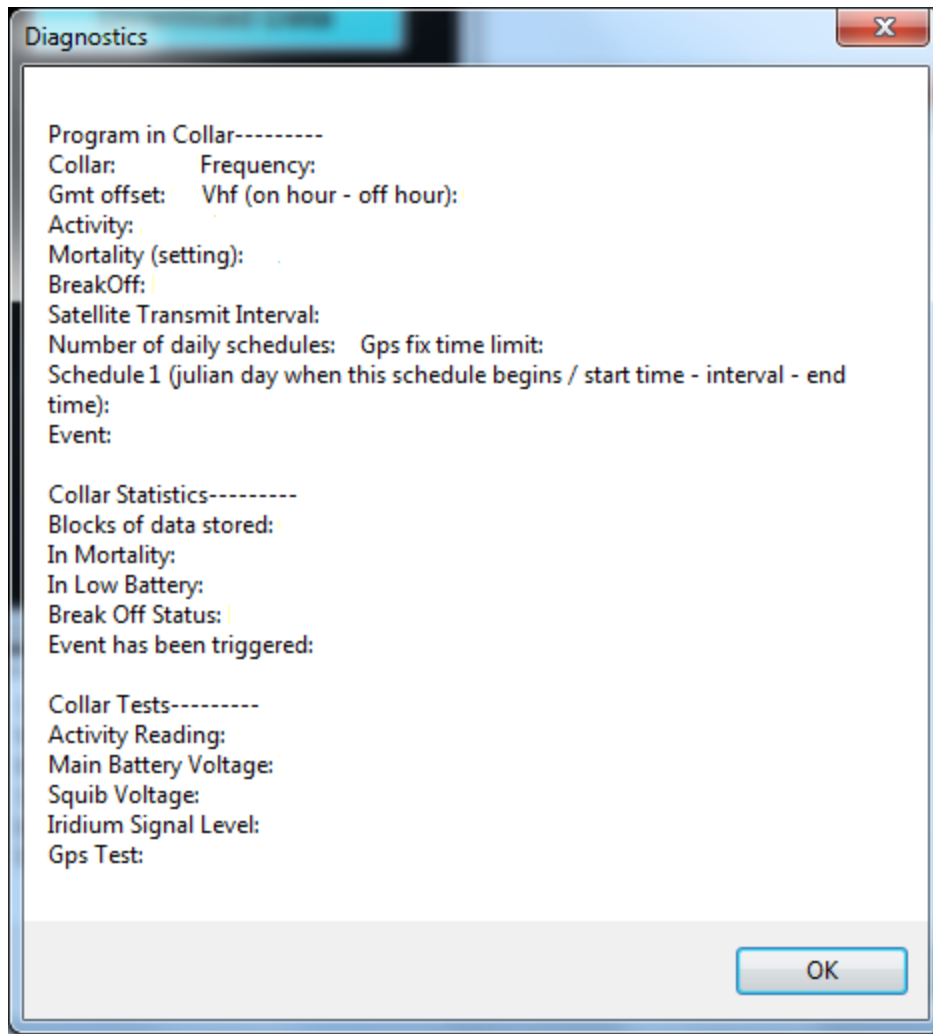 Diagnostics
Program in Collar---------
Collar: Frequency:
Gmt offset: Vhf (on hour - off hour):
Activity:
Mortality (setting):
BreakOff:
Satellite Transmit Interval:
Number of daily schedules: Gps fix time limit:
Schedule 1 (julian day when this schedule begins / start time - interval - end
time):
Event:
Collar Statistics---------
Blocks of data stored:
In Mortality:
In Low Battery:
Break Off Status:
Event has been triggered:
Collar Tests---------
Activity Reading:
Main Battery Voltage:
Squib Voltage:
Iridium Signal Level:
Gps Test:
OK